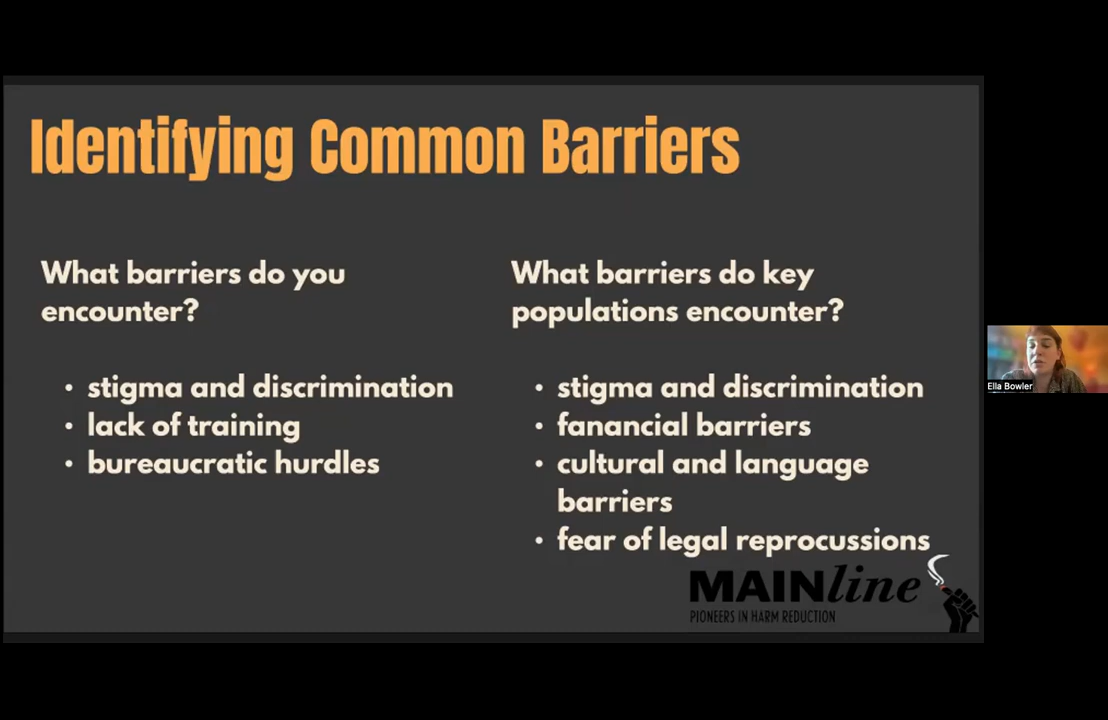 Identifying Common Barriers
What barriers do you
encounter?
• stigma and discrimination
• lack of training
• bureaucratic hurdles
What barriers do key
populations encounter?
• stigma and discrimination
• fanancial barriers
• cultural and language
barriers
• fear of legal reprocussions
MAINline
PIONEERS IN HARM REDUCTION
Ella Bowler